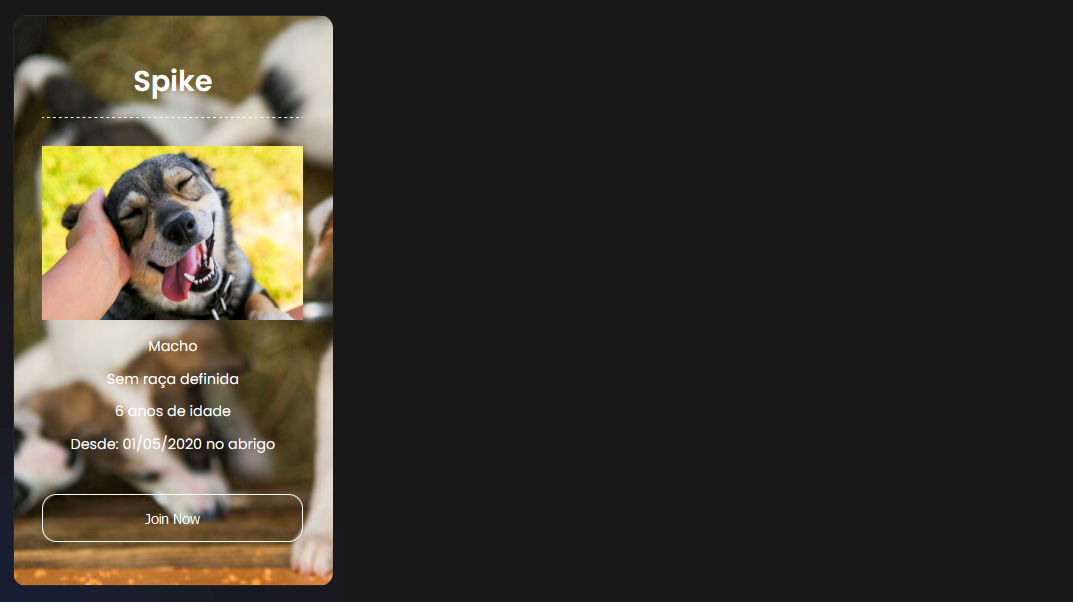 Spike
Macho
Sem raça definida
6 anos de idade
Desde: 01/05/2020 no abrigo
Join Now